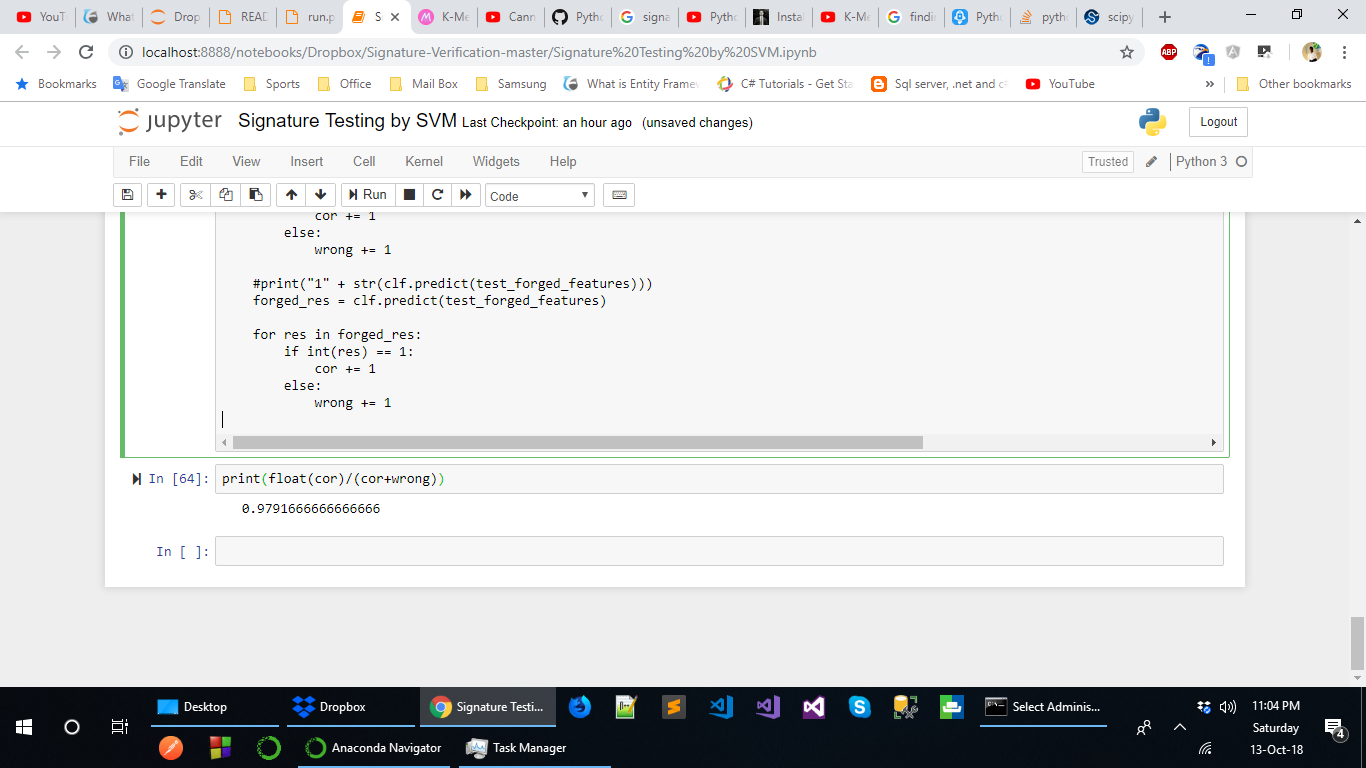 YouT
What
Drop
READ
run.p
S
K-Me
Cann
Pytho
signa
Pytho
Instal
K-Me
findi
Pytho
pytho
scipy
localhost:8888/notebooks/Dropbox/Signature-Verification-master/Signature%20Testing%20by%20SVM.ipynb
ABP
Bookmarks
Google Translate
Sports
Office
Mail Box
Samsung
What is Entity Framew
C# Tutorials - Get Sta
Sql server, .net and c
YouTube
»
Other bookmarks
jupyter Signature Testing by SVM Last Checkpoint: an hour ago (unsaved changes)
Logout
File Edit View Insert Cell Kernel Widgets Help
Trusted
Python 3
Run
Code
cor += 1
else:
wrong += 1
#print("1" + str(clf.predict(test_forged_features)))
forged_res = clf.predict(test_forged_features)
for res in forged_res:
if int(res) == 1:
cor += 1
else:
wrong += 1
In [64]: print(float(cor)/(cor+wrong))
0.9791666666666666
In [ ]:
Desktop
Dropbox
Signature Testi...
Select Adminis...
11:04 PM
Saturday
13-Oct-18
4
Anaconda Navigator
Task Manager